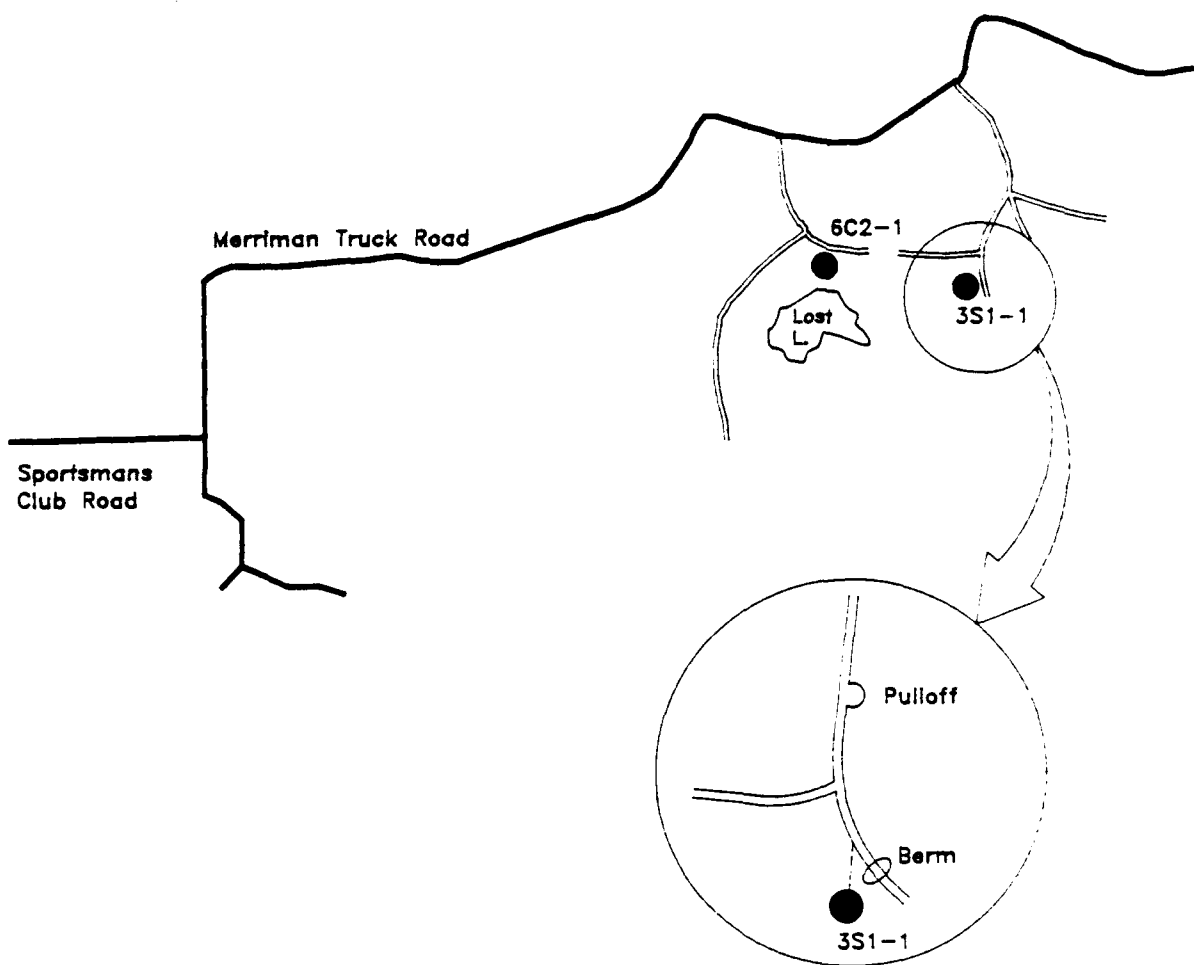 Merriman Truck Road
6C2-1
Lost
L.
3S1-1
Sportsmans
Club Road
Pulloff
Berm
3S1-1